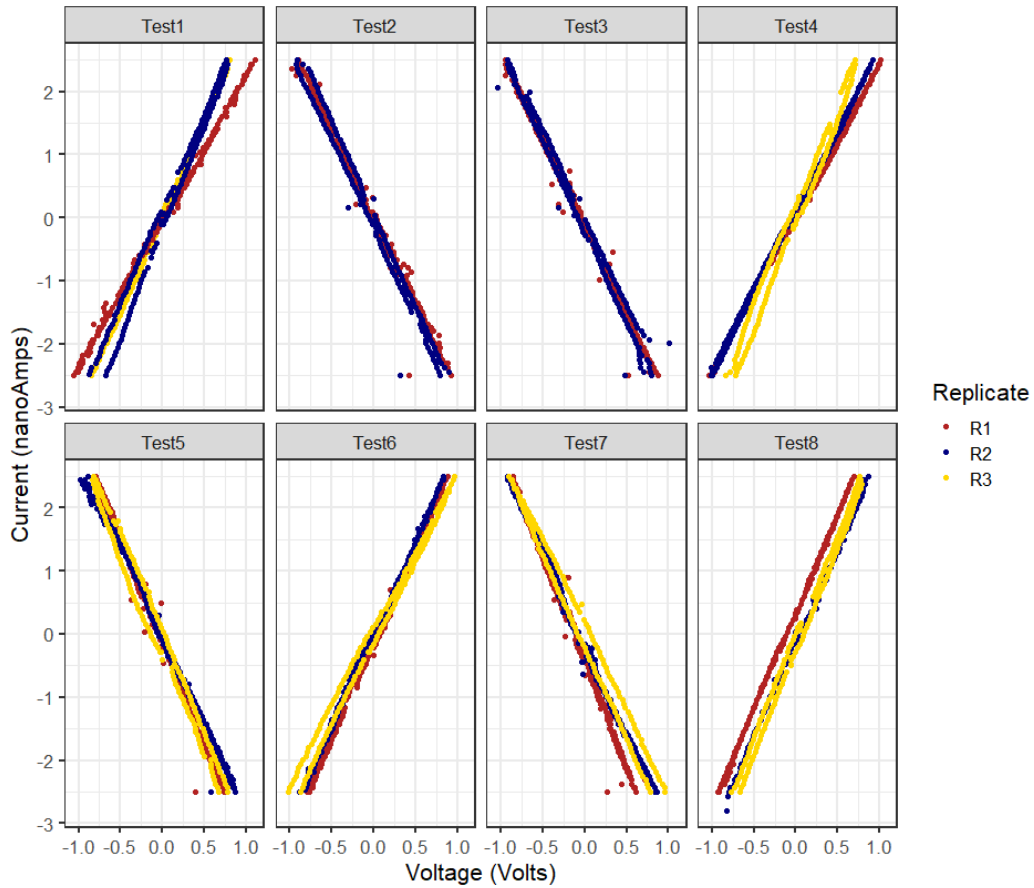 Test1 Test2 Test3 Test4
2
1
0
-1
-2
-3
Test5 Test6 Test7 Test8
2
1
0
-1
-2
-3
-1.0 -0.5 0.0 0.5 1.0 -1.0 -0.5 0.0 0.5 1.0 -1.0 -0.5 0.0 0.5 1.0 -1.0 -0.5 0.0 0.5 1.0
Voltage (Volts)
Current (nanoAmps)
Replicate
R1
R2
R3